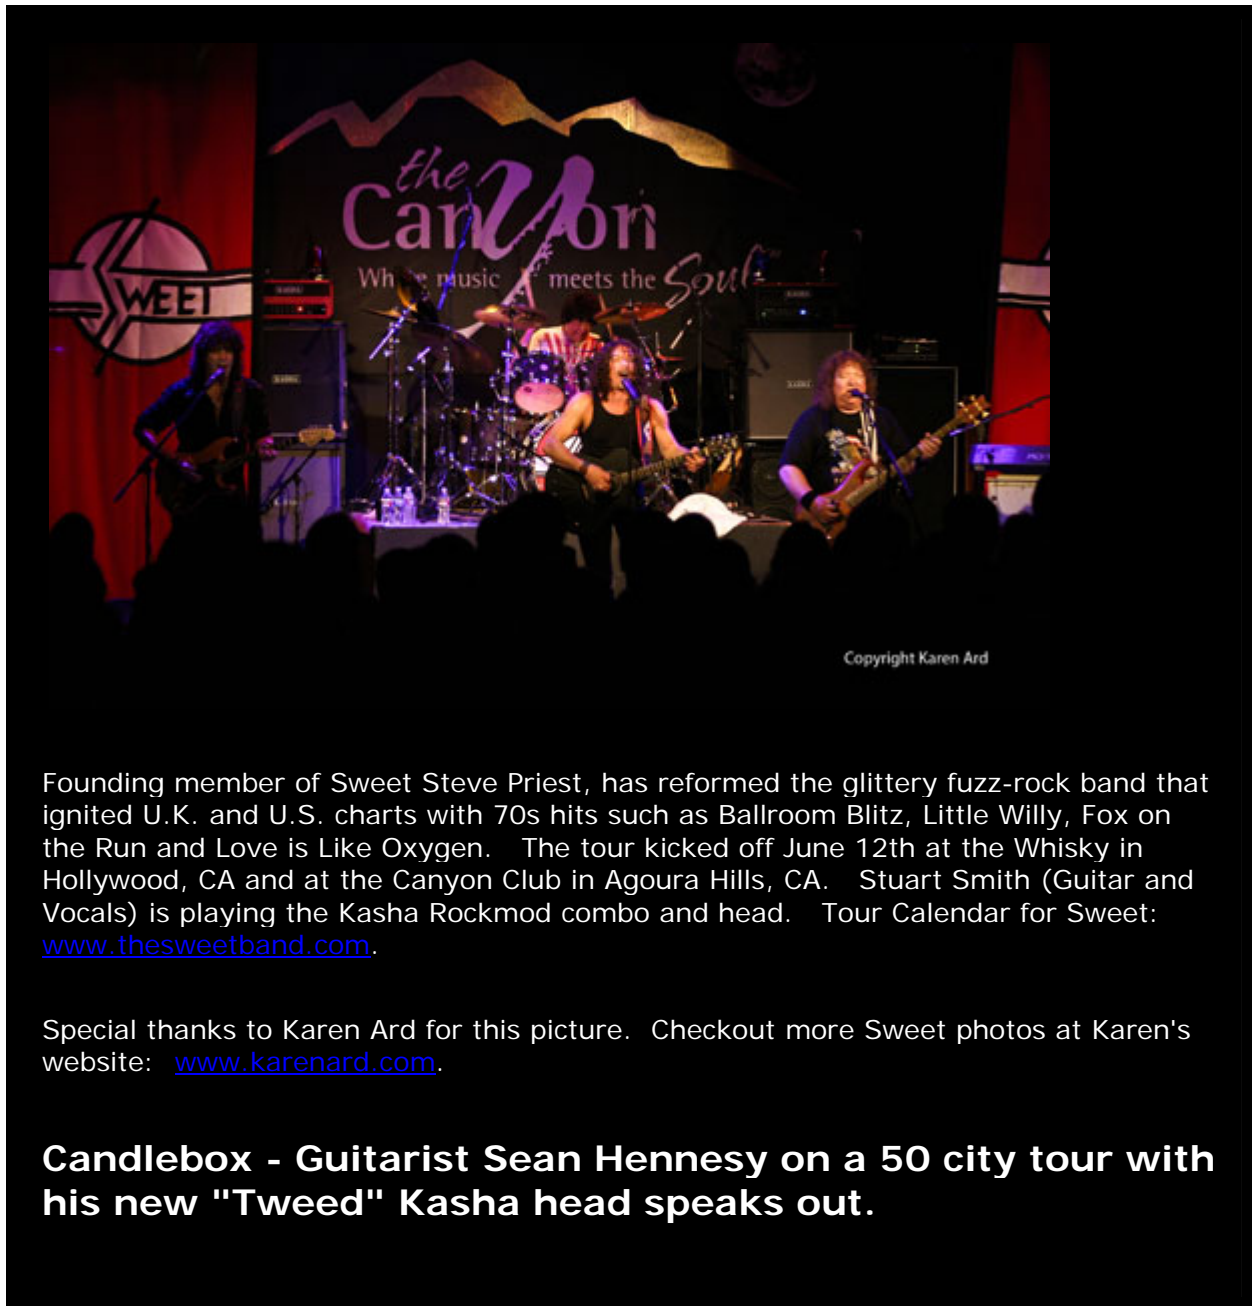 the
Canyon
Where music meets the Soul
SWEET
Copyright Karen Ard
Founding member of Sweet Steve Priest, has reformed the glittery fuzz-rock band that
ignited U.K. and U.S. charts with 70s hits such as Ballroom Blitz, Little Willy, Fox on
the Run and Love is Like Oxygen. The tour kicked off June 12th at the Whisky in
Hollywood, CA and at the Canyon Club in Agoura Hills, CA. Stuart Smith (Guitar and
Vocals) is playing the Kasha Rockmod combo and head. Tour Calendar for Sweet:
www.thesweetband.com.
Special thanks to Karen Ard for this picture. Checkout more Sweet photos at Karen's
website: www.karenard.com.
Candlebox - Guitarist Sean Hennesy on a 50 city tour with
his new "Tweed" Kasha head speaks out.